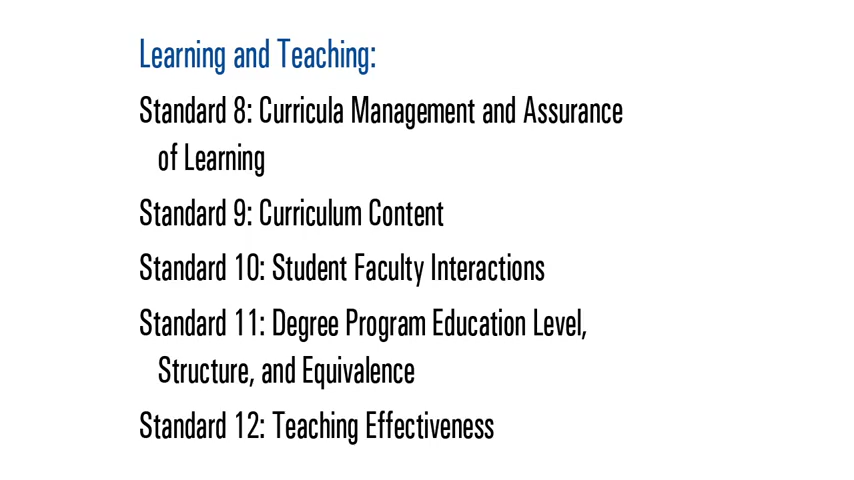 Learning and Teaching:
Standard 8: Curricula Management and Assurance
of Learning
Standard 9: Curriculum Content
Standard 10: Student Faculty Interactions
Standard 11: Degree Program Education Level,
Structure, and Equivalence
Standard 12: Teaching Effectiveness